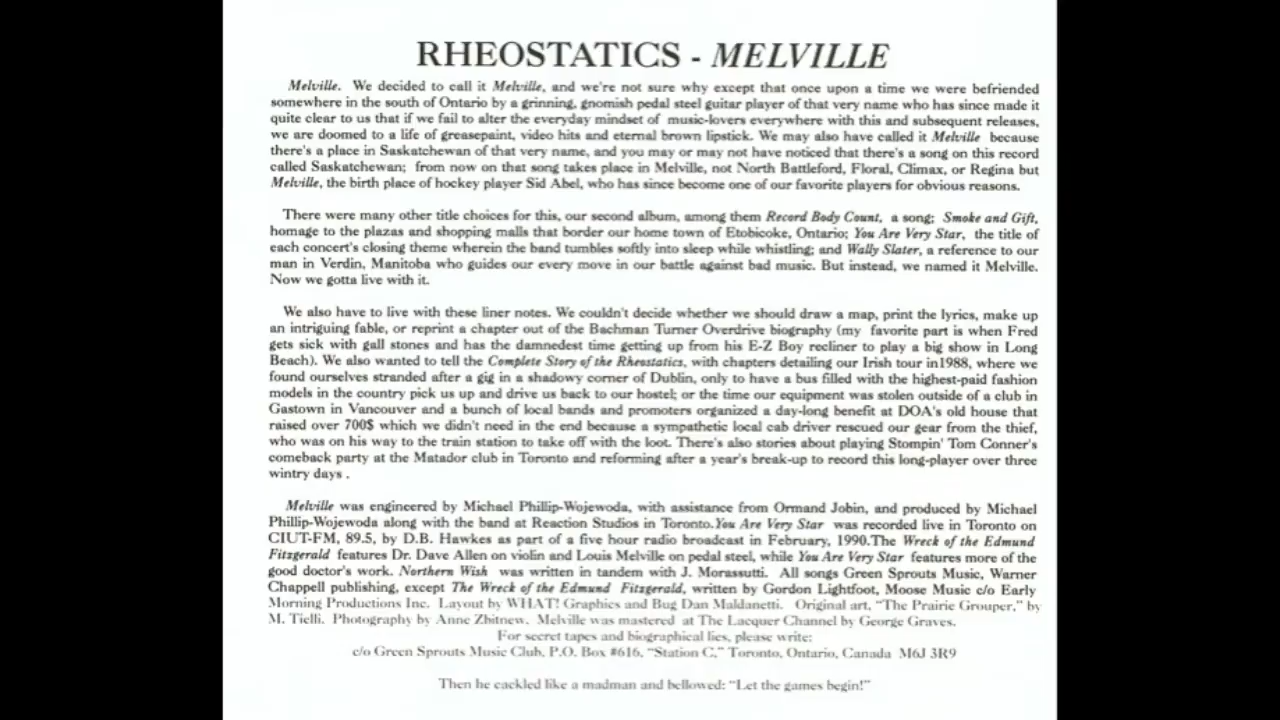 RHEOSTATICS - MELVILLE
Melville. We decided to call it Melville, and we're not sure why except that once upon a time we were befriended
somewhere in the south of Ontario by a grinning, gnomish pedal steel guitar player of that very name who has since made it
quite clear to us that if we fail to alter the everyday mindset of music-lovers everywhere with this and subsequent releases,
we are doomed to a life of greasepaint, video hits and eternal brown lipstick. We may also have called it Melville because
there's a place in Saskatchewan of that very name, and you may or may not have noticed that there's a song on this record
called Saskatchewan; from now on that song takes place in Melville, not North Battleford, Floral, Climax, or Regina but
Melville, the birth place of hockey player Sid Abel, who has since become one of our favorite players for obvious reasons.
There were many other title choices for this, our second album, among them Record Body Count, a song; Smoke and Gift,
homage to the plazas and shopping malls that border our home town of Etobicoke, Ontario; You Are Very Star, the title of
each concert's closing theme wherein the band tumbles softly into sleep while whistling; and Wally Slater, a reference to our
man in Verdin, Manitoba who guides our every move in our battle against bad music. But instead, we named it Melville.
Now we gotta live with it.
We also have to live with these liner notes. We couldn't decide whether we should draw a map, print the lyrics, make up
an intriguing fable, or reprint a chapter out of the Bachman Turner Overdrive biography (my favorite part is when Fred
gets sick with gall stones and has the damnedest time getting up from his E-Z Boy recliner to play a big show in Long
Beach). We also wanted to tell the Complete Story of the Rheostatics, with chapters detailing our Irish tour in1988, where we
found ourselves stranded after a gig in a shadowy corner of Dublin, only to have a bus filled with the highest-paid fashion
models in the country pick us up and drive us back to our hostel; or the time our equipment was stolen outside of a club in
Gastown in Vancouver and a bunch of local bands and promoters organized a day-long benefit at DOA's old house that
raised over 700$ which we didn't need in the end because a sympathetic local cab driver rescued our gear from the thief,
who was on his way to the train station to take off with the loot. There's also stories about playing Stompin' Tom Conner's
comeback party at the Matador club in Toronto and reforming after a year's break-up to record this long-player over three
wintry days .
Melville was engineered by Michael Phillip-Wojewoda, with assistance from Ormand Jobin, and produced by Michael
Phillip-Wojewoda along with the band at Reaction Studios in Toronto.You Are Very Star was recorded live in Toronto on
CIUT-FM, 89.5, by D.B. Hawkes as part of a five hour radio broadcast in February, 1990.The Wreck of the Edmund
Fitzgerald features Dr. Dave Allen on violin and Louis Melville on pedal steel, while You Are Very Star features more of the
good doctor's work. Northern Wish was written in tandem with J. Morassutti. All songs Green Sprouts Music, Warner
Chappell publishing, except The Wreck of the Edmund Fitzgerald, written by Gordon Lightfoot, Moose Music c/o Early
Morning Productions Inc. Layout by WHAT! Graphics and Bug Dan Maldanetti. Original art, "The Prairie Grouper," by
M. Tielli. Photography by Anne Zbitnew. Melville was mastered at The Lacquer Channel by George Graves.
For secret tapes and biographical lies, please write:
c/o Green Sprouts Music Club, P.O. Box #616, "Station C," Toronto, Ontario, Canada M6J 3R9
Then he cackled like a madman and bellowed: "Let the games begin!"